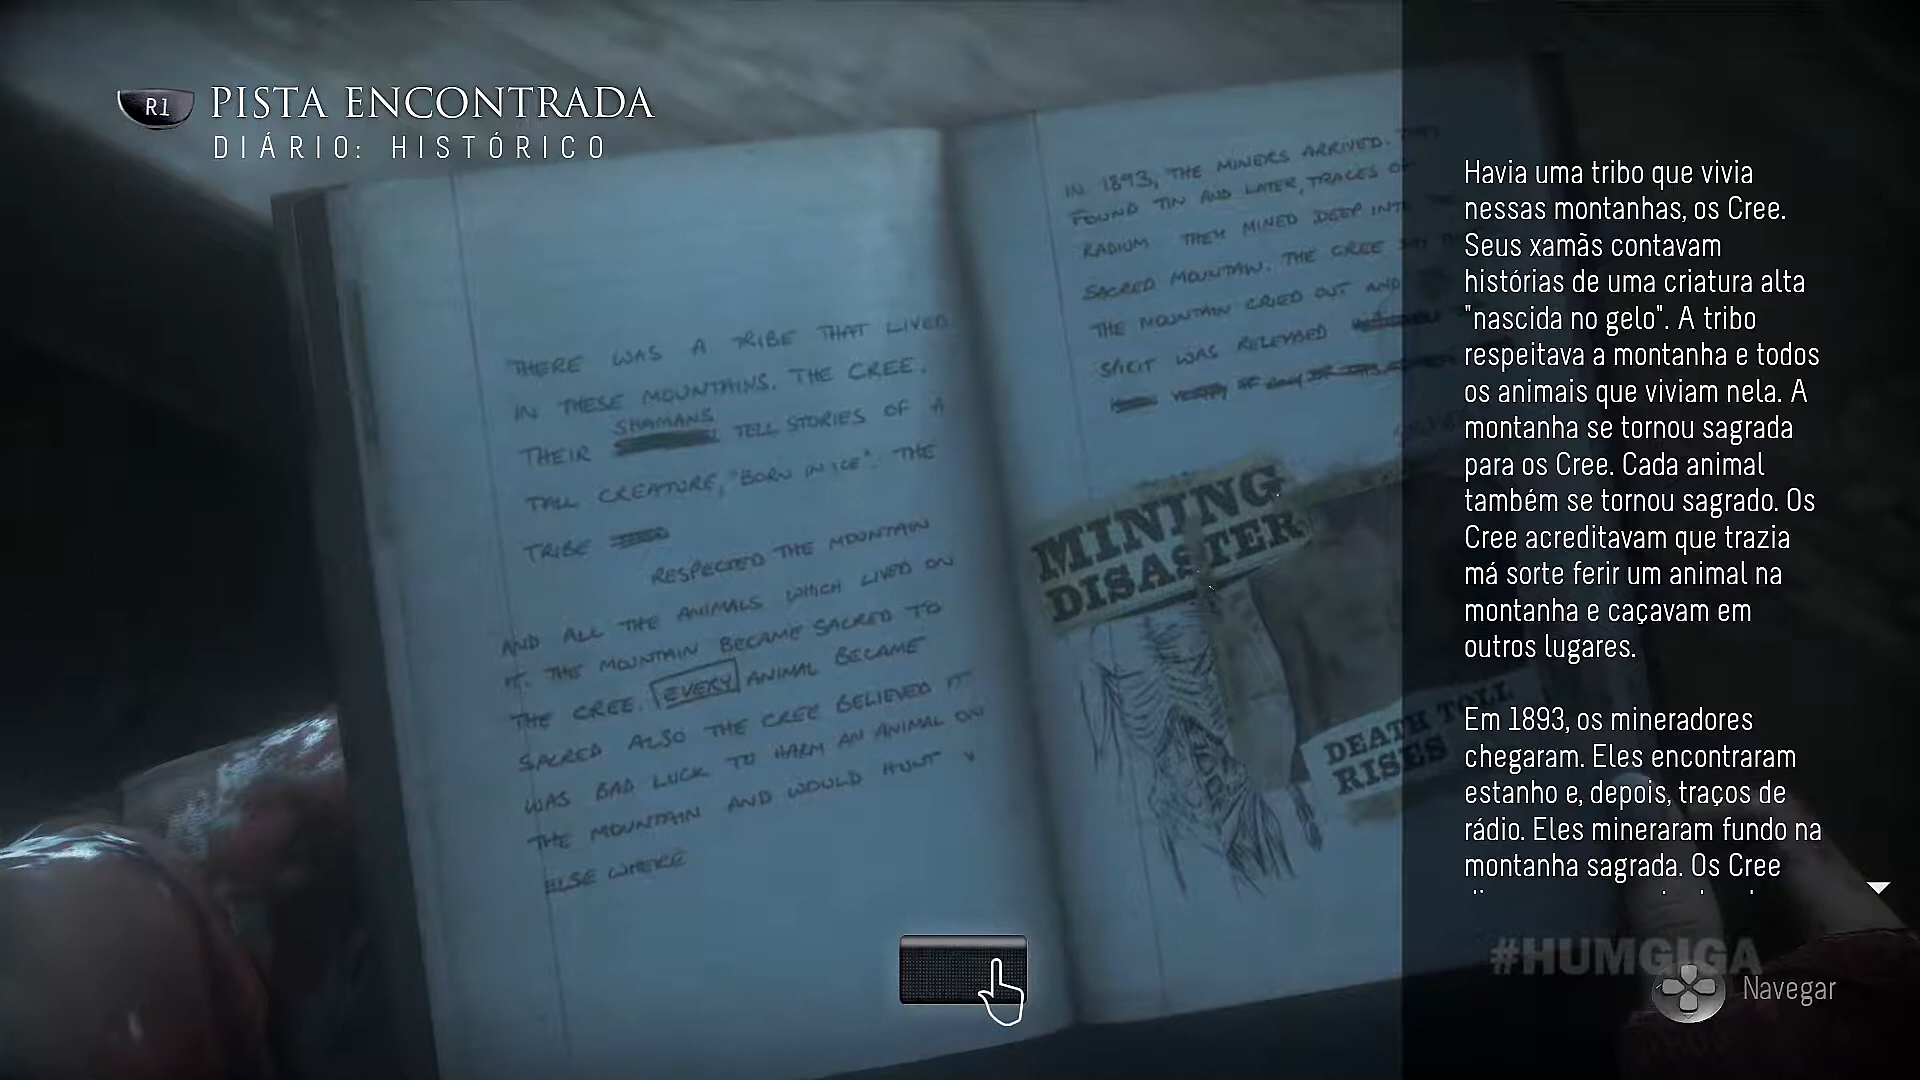 R1 PISTA ENCONTRADA
DIÁRIO: HISTÓRICO
THERE WAS A TRIBE THAT LIVED
IN THESE MOUNTAINS. THE CREE.
SHAMANS
THEIR TELL STORIES OF A
TALL CREATURE, "BORN IN ICE". THE
TRIBE
RESPECTED THE MOUNTAIN
AND ALL THE ANIMALS WHICH LIVED ON
IT. THE MOUNTAIN BECAME SACRED TO
THE CREE. EVERY ANIMAL BECAME
SACRED ALSO THE CREE BELIEVED IT
WAS BAD LUCK TO HARM AN ANIMAL ON
THE MOUNTAIN AND WOULD HUNT
ELSE WHERE
IN 1893, THE MINERS ARRIVED. THEY
FOUND TIN AND LATER, TRACES OF
RADIUM THEY MINED DEEP INTO THE
SACRED MOUNTAIN. THE CREE SAY THE
THE MOUNTAIN CRIED OUT AND
SPIRIT WAS RELEASED
MINING
DISASTER
DEATH TOLL
RISES
Havia uma tribo que vivia
nessas montanhas, os Cree.
Seus xamãs contavam
histórias de uma criatura alta
"nascida no gelo". A tribo
respeitava a montanha e todos
os animais que viviam nela. A
montanha se tornou sagrada
para os Cree. Cada animal
também se tornou sagrado. Os
Cree acreditavam que trazia
má sorte ferir um animal na
montanha e caçavam em
outros lugares.
Em 1893, os mineradores
chegaram. Eles encontraram
estanho e, depois, traços de
rádio. Eles mineraram fundo na
montanha sagrada. Os Cree
#HUMGIGA
Navegar